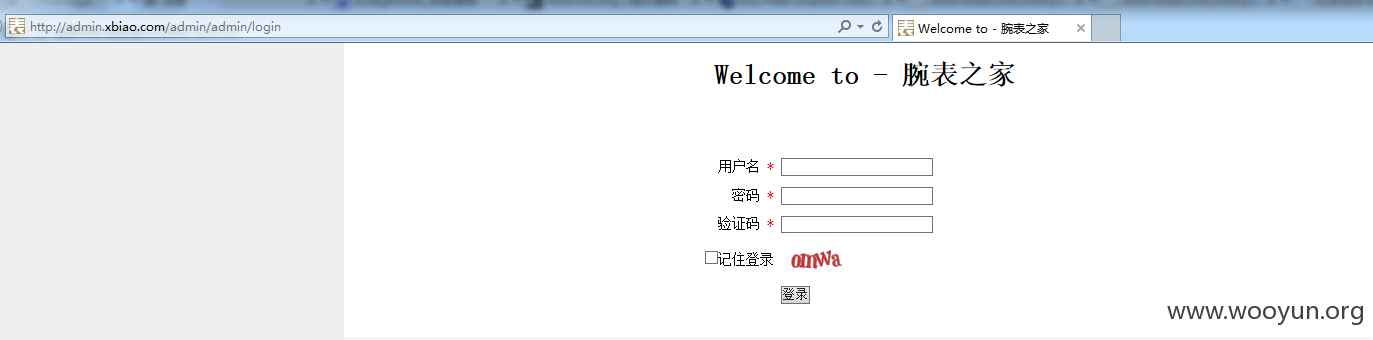 http://admin.xbiao.com/admin/admin/login
Welcome to - 腕表之家
Welcome to - 腕表之家
用户名 *
密码 *
验证码 *
记住登录 omwa
登录
www.wooyun.org